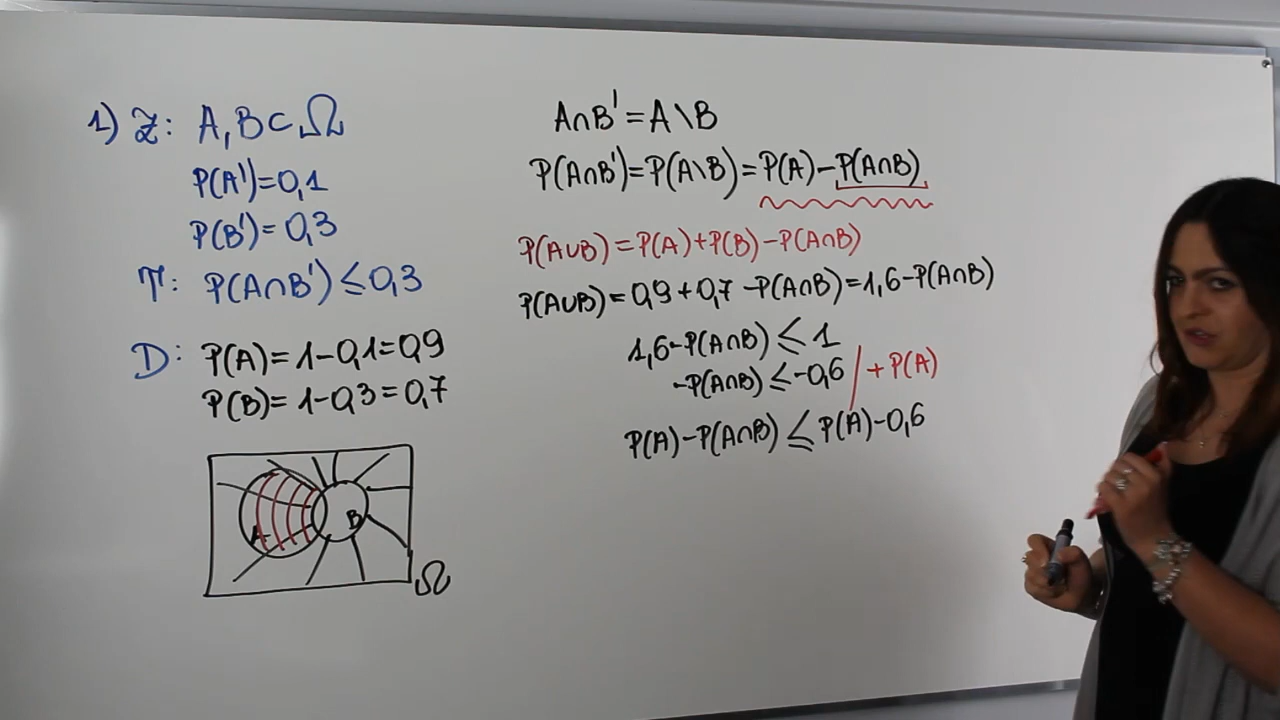 1) Z: A, B ⊂ Ω
P(A')=0,1
P(B')=0,3
T: P(A∩B')≤0,3
D: P(A)=1-0,1=0,9
P(B)=1-0,3=0,7
A
B
Ω
A∩B'=A\B
P(A∩B')=P(A\B)=P(A)-P(A∩B)
P(A∪B)=P(A)+P(B)-P(A∩B)
P(A∪B)=0,9+0,7-P(A∩B)=1,6-P(A∩B)
1,6-P(A∩B)≤1
-P(A∩B)≤-0,6 /+P(A)
P(A)-P(A∩B)≤P(A)-0,6